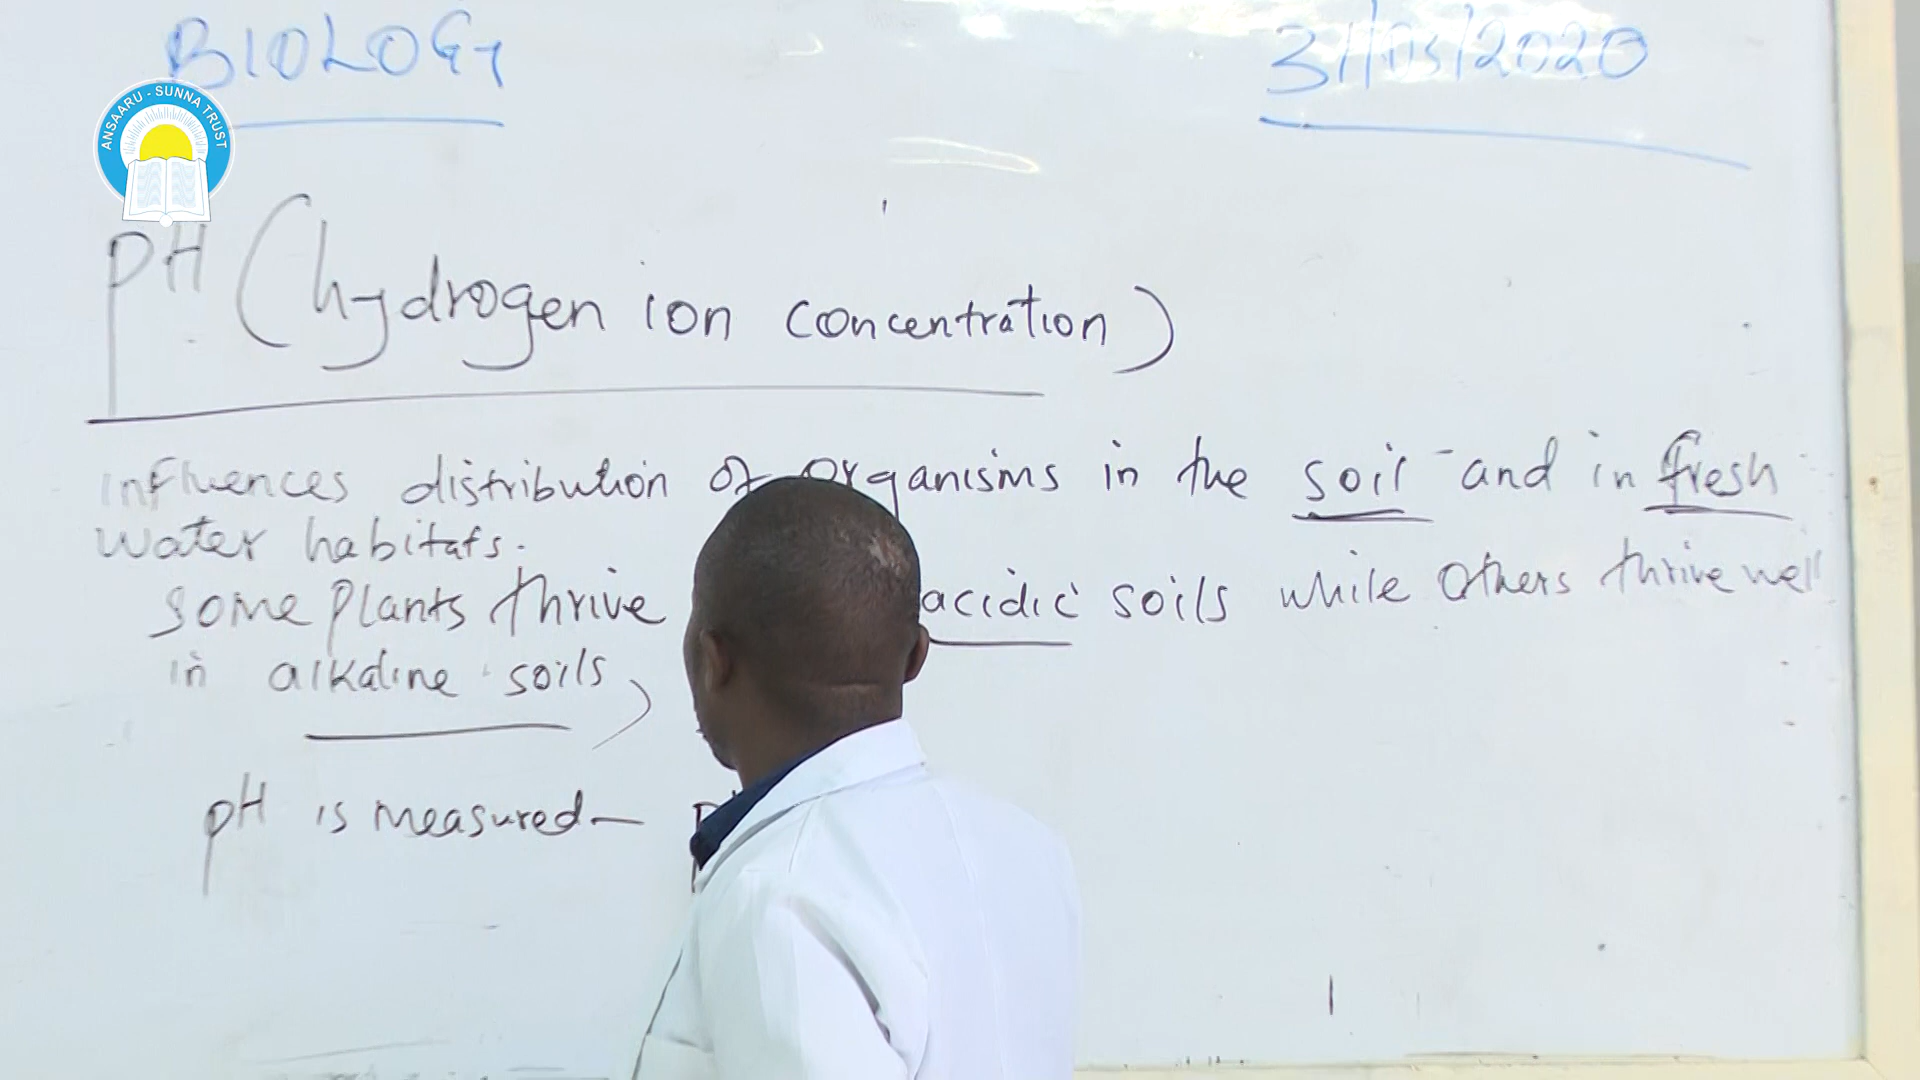 BIOLOGY 31/03/2020
ANSAARU - SUNNA TRUST
PH (hydrogen ion concentration)
influences distribution of organisms in the soil and in fresh
water habitats.
Some plants thrive acidic soils while others thrive well
in alkaline soils,
pH is measured - P